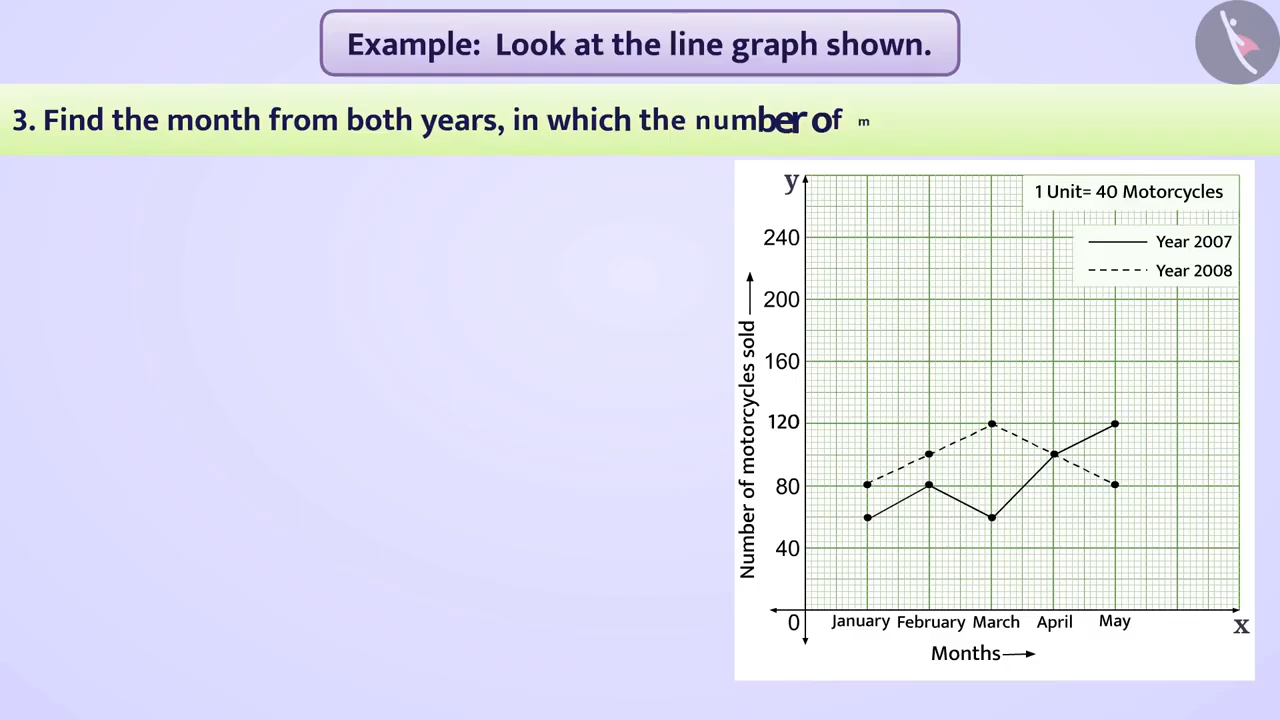 Example: Look at the line graph shown.
3. Find the month from both years, in which the number of m
y
1 Unit= 40 Motorcycles
Year 2007
Year 2008
240
200
160
120
80
40
0
Number of motorcycles sold
January February March April May
x
Months